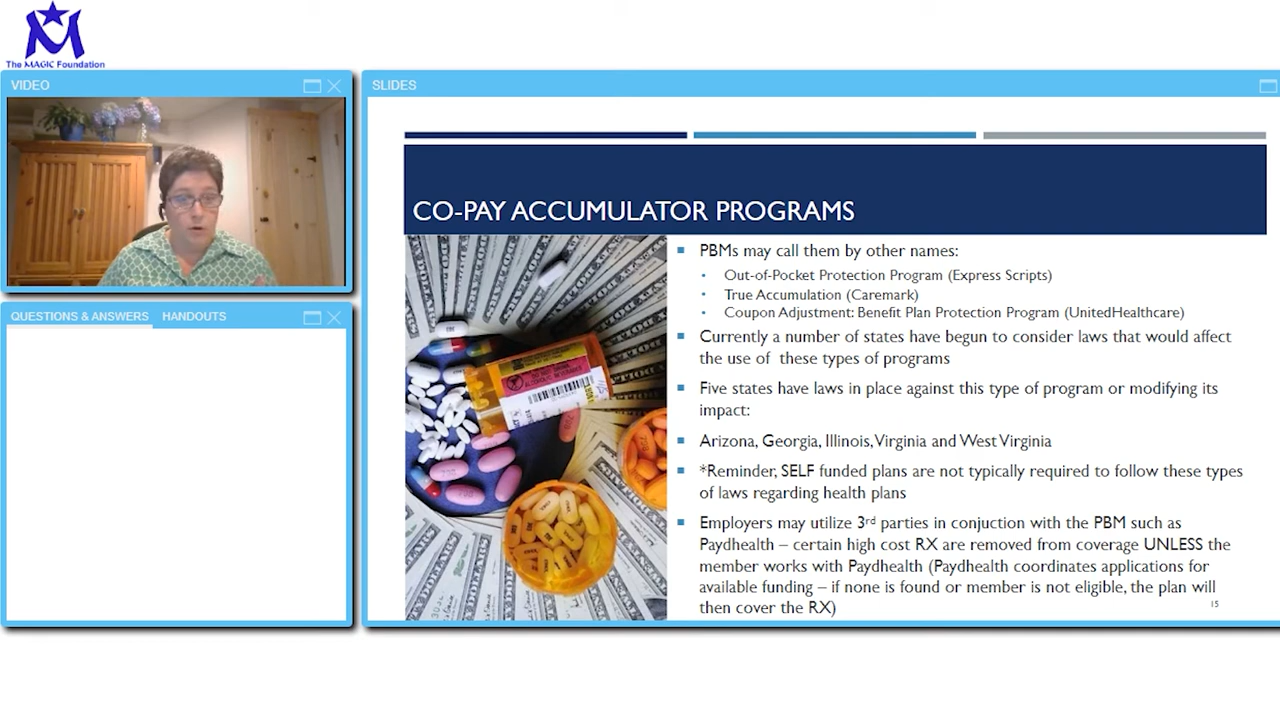 The MAGIC Foundation
VIDEO
SLIDES
QUESTIONS & ANSWERS HANDOUTS
CO-PAY ACCUMULATOR PROGRAMS
PBMs may call them by other names:
Out-of-Pocket Protection Program (Express Scripts)
True Accumulation (Caremark)
Coupon Adjustment: Benefit Plan Protection Program (UnitedHealthcare)
Currently a number of states have begun to consider laws that would affect
the use of these types of programs
Five states have laws in place against this type of program or modifying its
impact:
Arizona, Georgia, Illinois, Virginia and West Virginia
*Reminder, SELF funded plans are not typically required to follow these types
of laws regarding health plans
Employers may utilize 3rd parties in conjunction with the PBM such as
Paydhealth – certain high cost RX are removed from coverage UNLESS the
member works with Paydhealth (Paydhealth coordinates applications for
available funding – if none is found or member is not eligible, the plan will
then cover the RX)
15